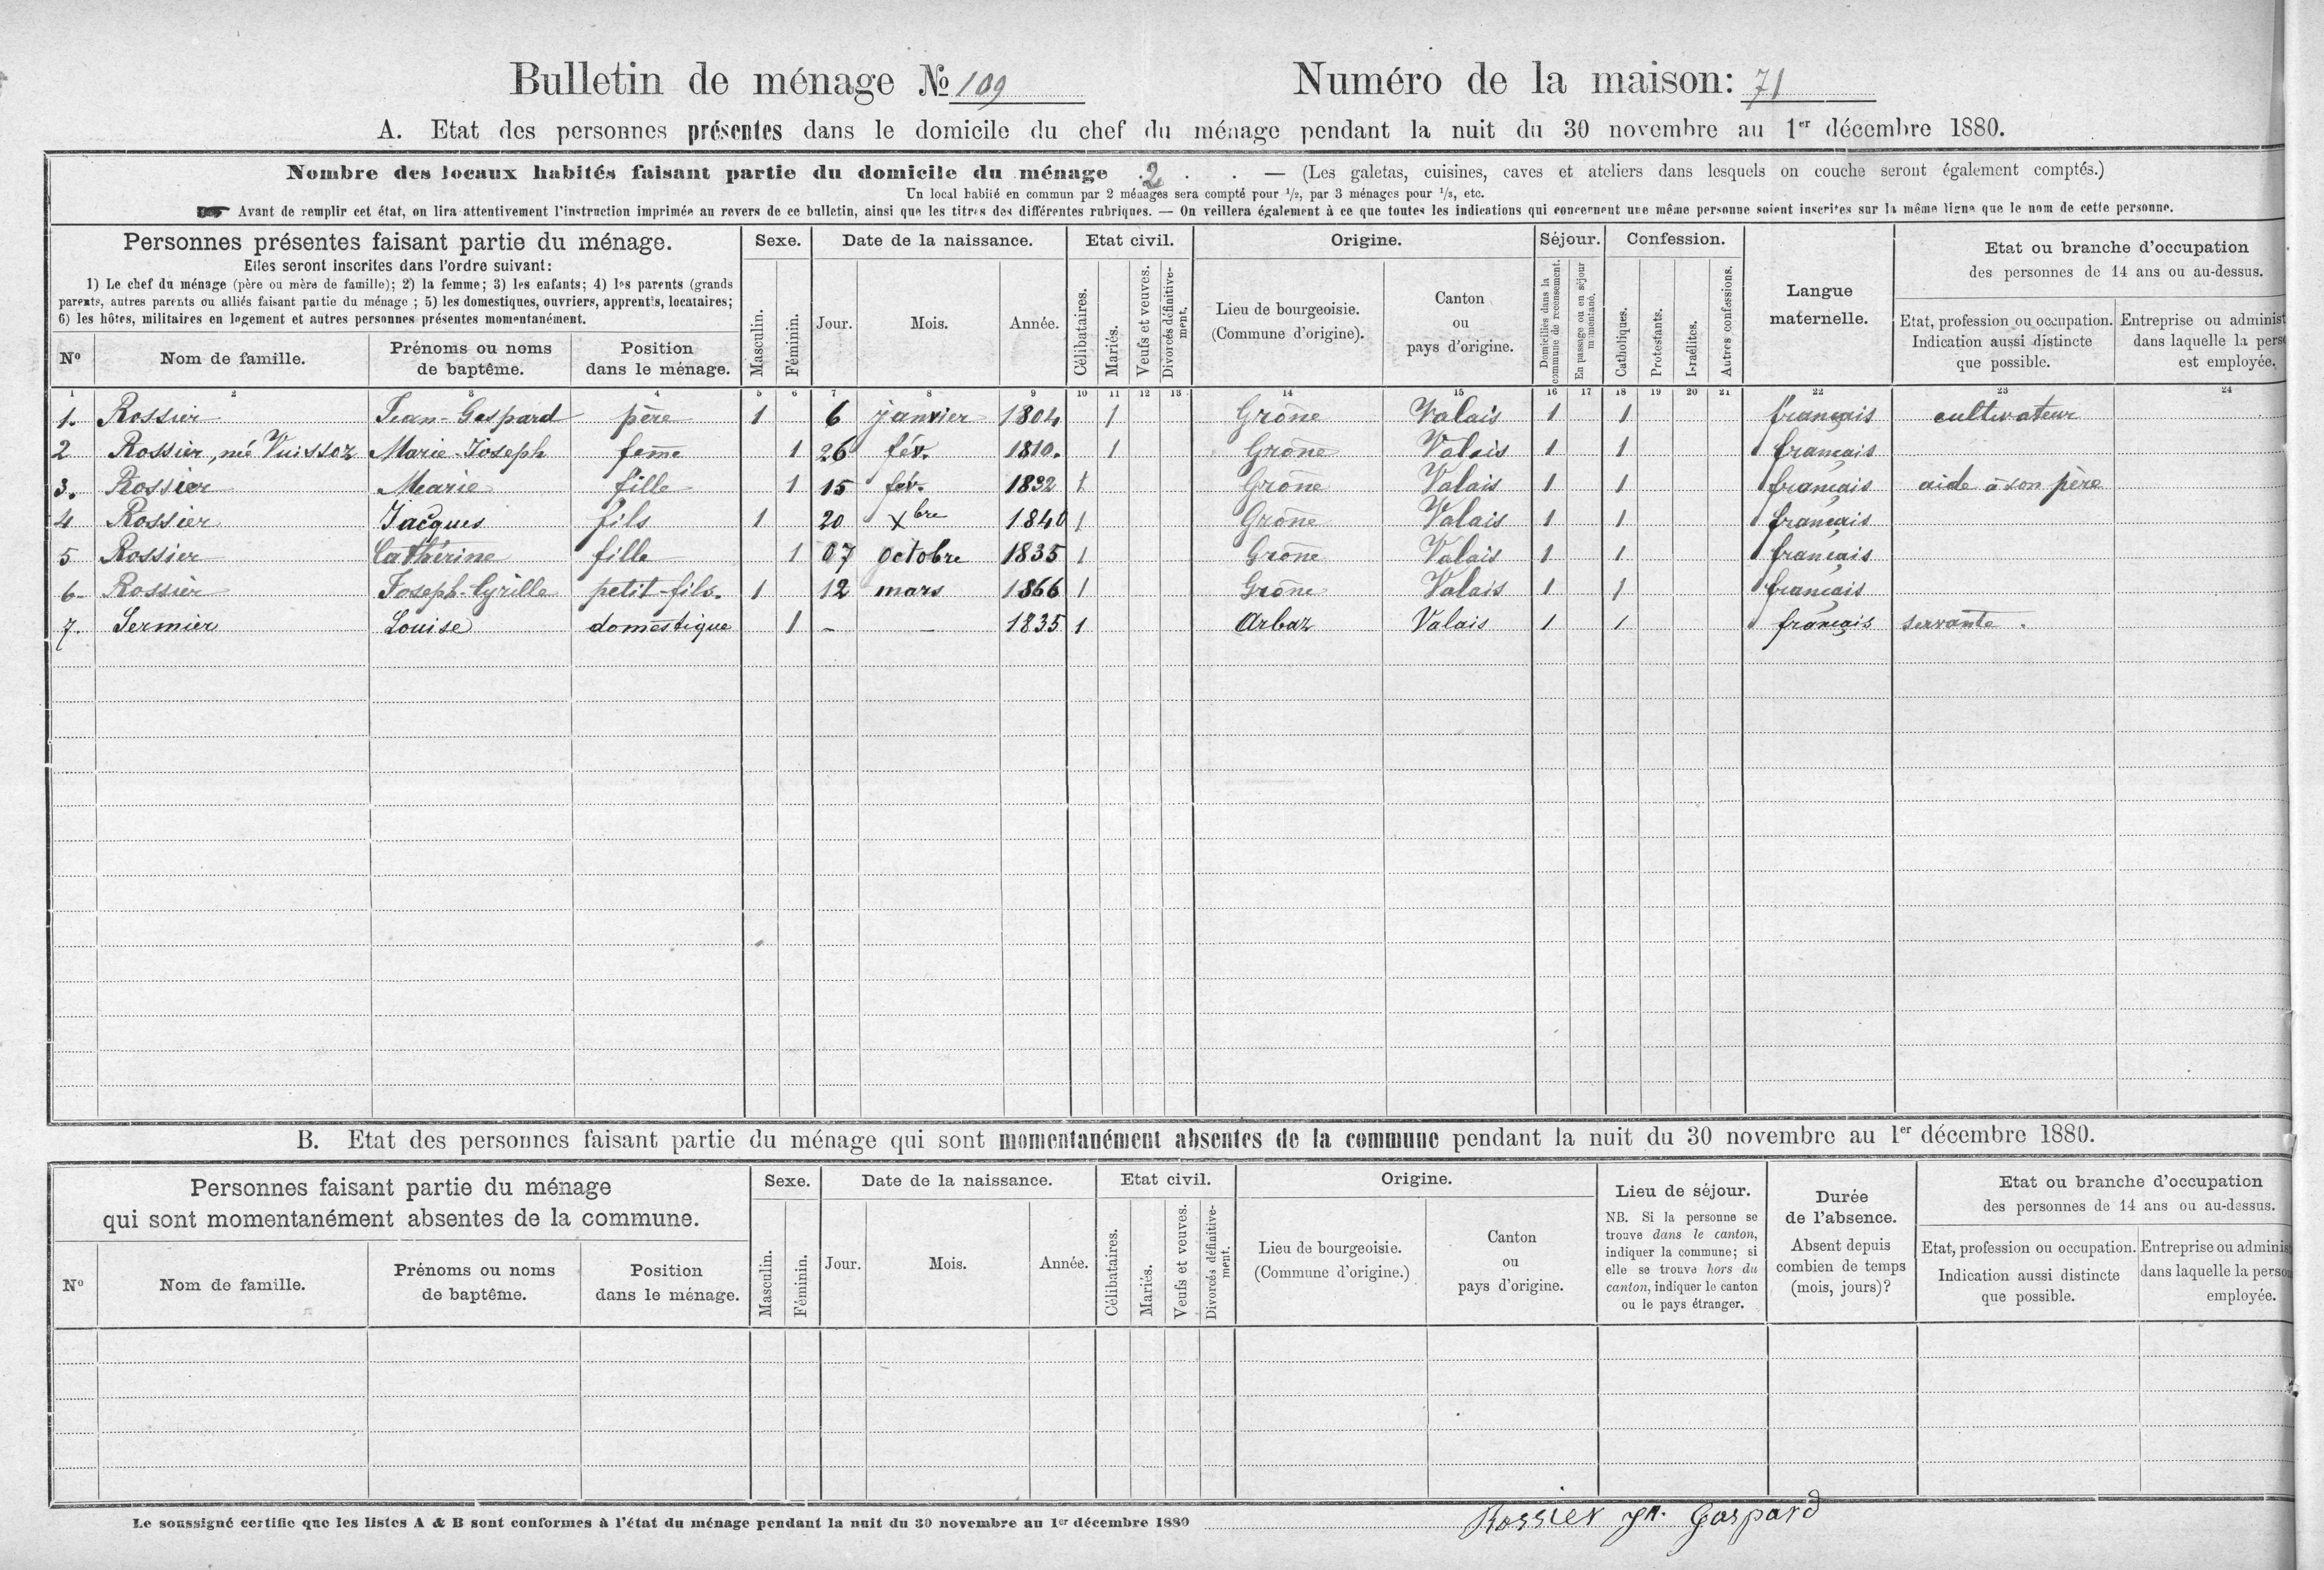 Bulletin de ménage No 109 Numéro de la maison: 71
A. Etat des personnes présentes dans le domicile du chef du ménage pendant la nuit du 30 novembre au 1er décembre 1880.
Nombre des locaux habités faisant partie du domicile du ménage . 2 . . — (Les galetas, cuisines, caves et ateliers dans lesquels on couche seront également comptés.)
Un local habité en commun par 2 ménages sera compté pour 1/2, par 3 ménages pour 1/3, etc.
Avant de remplir cet état, on lira attentivement l'instruction imprimée au revers de ce bulletin, ainsi que les titres des différentes rubriques. — On veillera également à ce que toutes les indications qui concernent une même personne soient inscrites sur la même ligne que le nom de cette personne.
Personnes présentes faisant partie du ménage.
Elles seront inscrites dans l'ordre suivant:
1) Le chef du ménage (père ou mère de famille); 2) la femme; 3) les enfants; 4) les parents (grands
parents, autres parents ou alliés faisant partie du ménage ; 5) les domestiques, ouvriers, apprentis, locataires;
6) les hôtes, militaires en logement et autres personnes présentes momentanément.
No
Nom de famille.
Prénoms ou noms
de baptême.
Position
dans le ménage.
Sexe.
Masculin.
Féminin.
Date de la naissance.
Jour.
Mois.
Année.
Etat civil.
Célibataires.
Mariés.
Veufs et veuves.
Divorcés définitive-
ment.
Origine.
Lieu de bourgeoisie.
(Commune d'origine).
Canton
ou
pays d'origine.
Séjour.
Domiciliés dans la
commune de recensement.
En passage ou en séjour
momentané.
Confession.
Catholiques.
Protestants.
Israélites.
Autres confessions.
Langue
maternelle.
Etat ou branche d'occupation
des personnes de 14 ans ou au-dessus.
Etat, profession ou occupation.
Indication aussi distincte
que possible.
Entreprise ou administ
dans laquelle la pers
est employée.
1 2 3 4 5 6 7 8 9 10 11 12 13 14 15 16 17 18 19 20 21 22 23 24
1. Rossier Jean-Gaspard père 1 6 janvier 1804 1 Grône Valais 1 1 français cultivateur
2 Rossier, né Vuissoz Marie-Joseph feme 1 26 fév. 1810. 1 Grône Valais 1 1 français
3. Rossier Marie fille 1 15 fév. 1832 1 Grône Valais 1 1 français aide à son père
4 Rossier Jacques fils 1 20 Xbre 1840 1 Grône Valais 1 1 français
5 Rossier Cathérine fille 1 07 octobre 1835 1 Grône Valais 1 1 français
6- Rossier Joseph-Cyrille petit-fils. 1 12 mars 1866 1 Grône Valais 1 1 français
7. Sermier Louise domestique 1 - - 1835 1 Arbaz Valais 1 1 français servante.
B. Etat des personnes faisant partie du ménage qui sont momentanément absentes de la commune pendant la nuit du 30 novembre au 1er décembre 1880.
Personnes faisant partie du ménage
qui sont momentanément absentes de la commune.
No
Nom de famille.
Prénoms ou noms
de baptême.
Position
dans le ménage.
Sexe.
Masculin.
Féminin.
Date de la naissance.
Jour.
Mois.
Année.
Etat civil.
Célibataires.
Mariés.
Veufs et veuves.
Divorcés définitive-
ment.
Origine.
Lieu de bourgeoisie.
(Commune d'origine.)
Canton
ou
pays d'origine.
Lieu de séjour.
NB. Si la personne se
trouve dans le canton,
indiquer la commune; si
elle se trouve hors du
canton, indiquer le canton
ou le pays étranger.
Durée
de l'absence.
Absent depuis
combien de temps
(mois, jours)?
Etat ou branche d'occupation
des personnes de 14 ans ou au-dessus.
Etat, profession ou occupation.
Indication aussi distincte
que possible.
Entreprise ou adminis
dans laquelle la perso
employée.
Le soussigné certifie que les listes A & B sont conformes à l'état du ménage pendant la nuit du 30 novembre au 1er décembre 1880 Rossier Jn. Gaspard